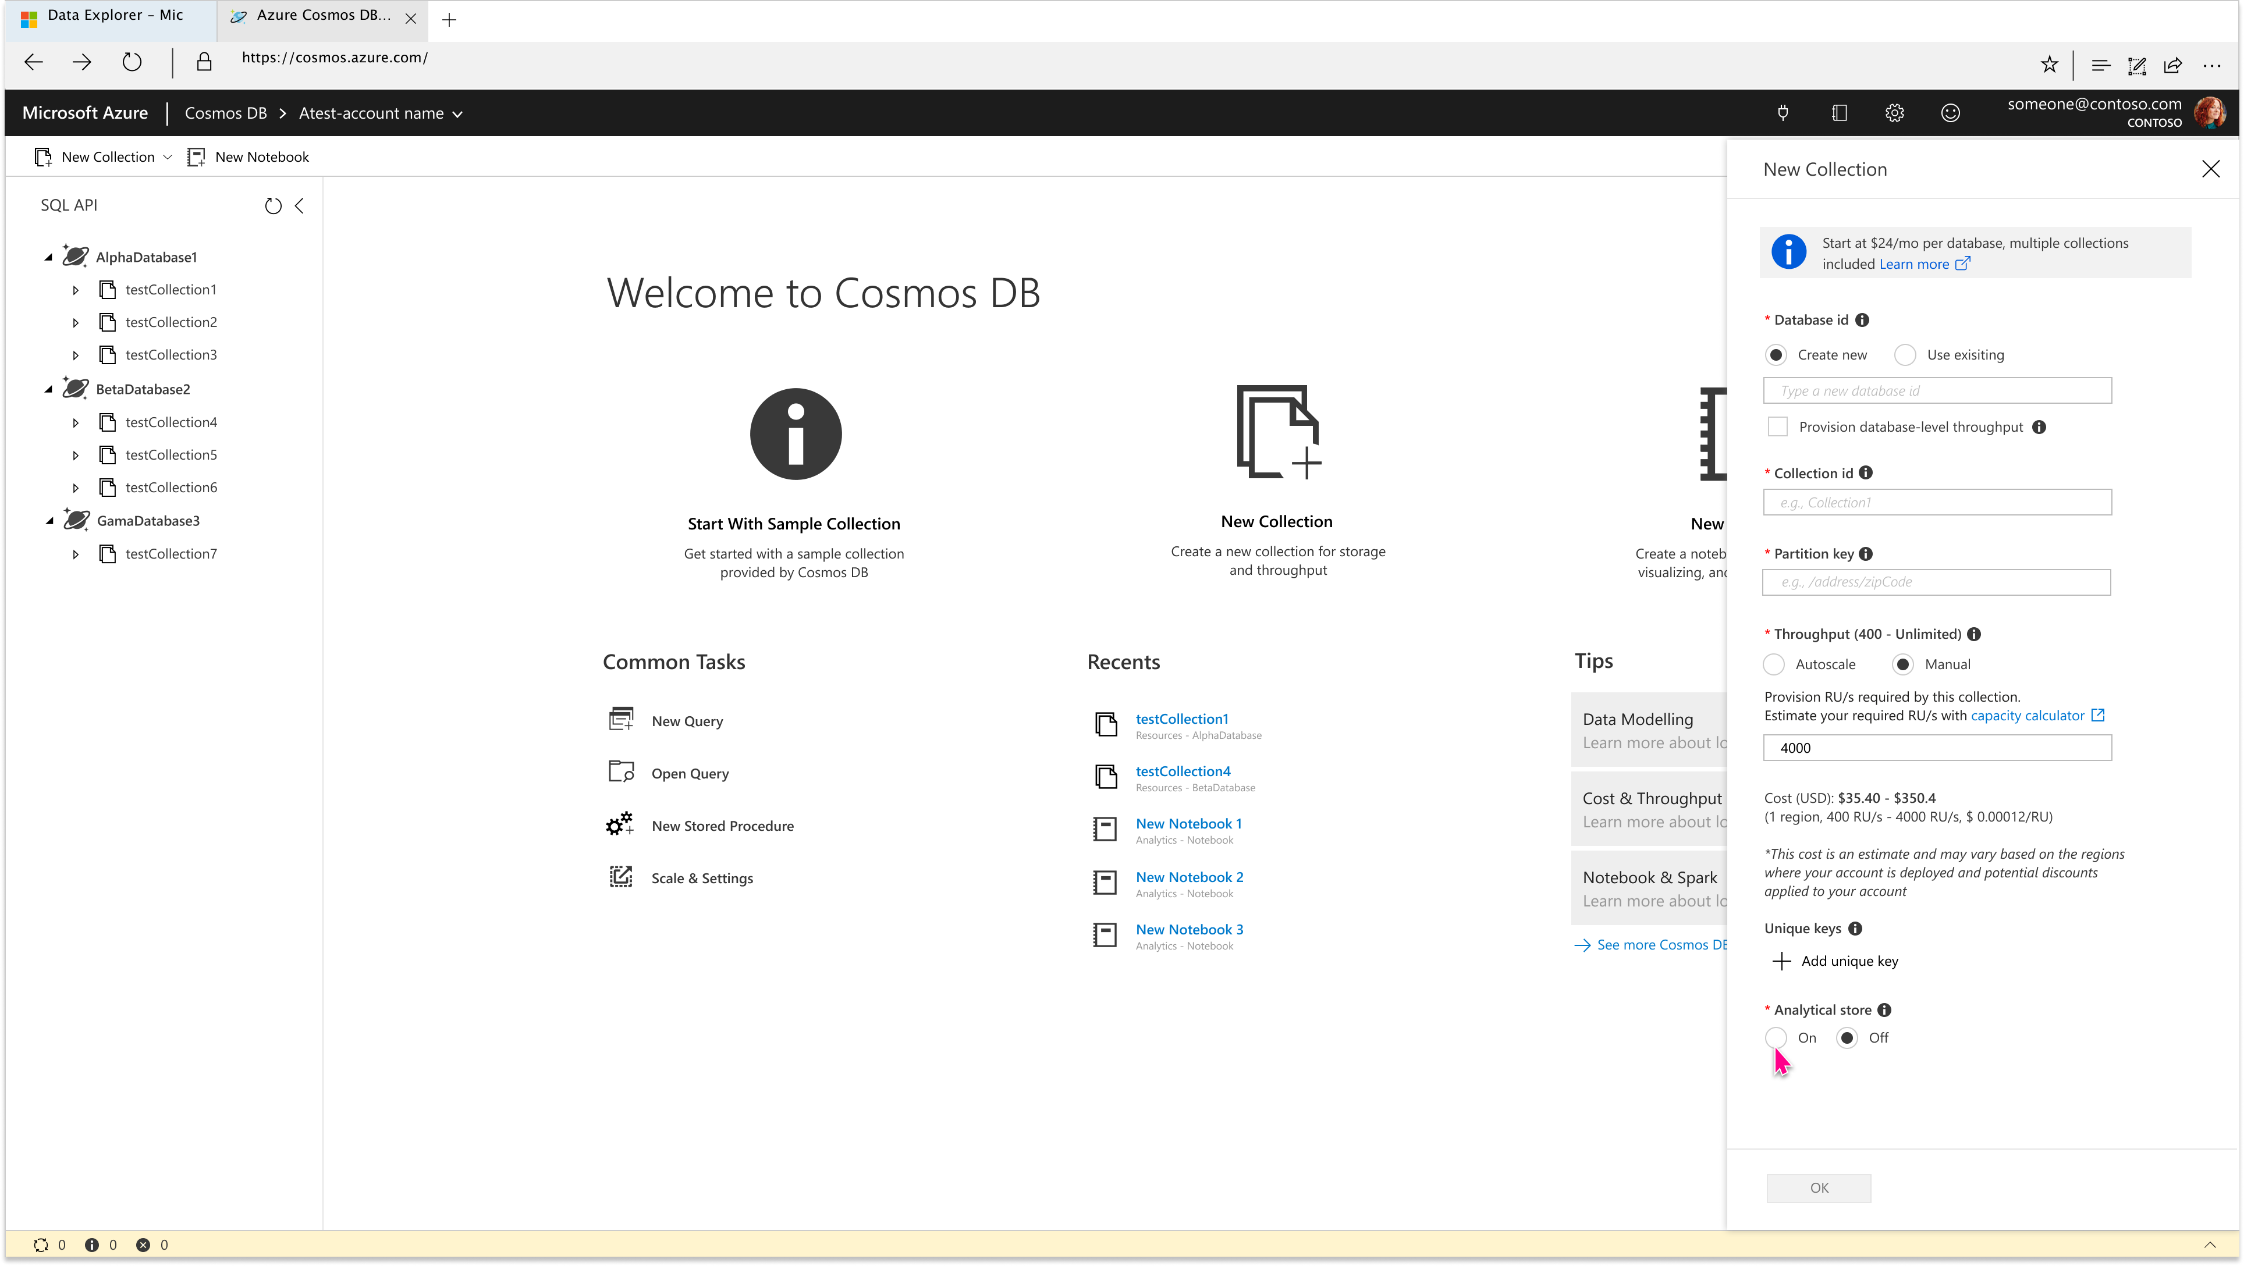 Data Explorer - Mic
Azure Cosmos DB...
https://cosmos.azure.com/
Microsoft Azure
Cosmos DB > Atest-account name
someone@contoso.com
CONTOSO
New Collection
New Notebook
SQL API
AlphaDatabase1
testCollection1
testCollection2
testCollection3
BetaDatabase2
testCollection4
testCollection5
testCollection6
GamaDatabase3
testCollection7
Welcome to Cosmos DB
Start With Sample Collection
Get started with a sample collection
provided by Cosmos DB
New Collection
Create a new collection for storage
and throughput
New
Create a noteb
visualizing, and
Common Tasks
New Query
Open Query
New Stored Procedure
Scale & Settings
Recents
testCollection1
Resources - AlphaDatabase
testCollection4
Resources - BetaDatabase
New Notebook 1
Analytics - Notebook
New Notebook 2
Analytics - Notebook
New Notebook 3
Analytics - Notebook
Tips
Data Modelling
Learn more about lo
Cost & Throughput
Learn more about lo
Notebook & Spark
Learn more about lo
See more Cosmos DB
New Collection
Start at $24/mo per database, multiple collections
included Learn more
* Database id
Create new
Use exisiting
Type a new database id
Provision database-level throughput
* Collection id
e.g., Collection1
* Partition key
e.g., /address/zipCode
* Throughput (400 - Unlimited)
Autoscale
Manual
Provision RU/s required by this collection.
Estimate your required RU/s with capacity calculator
4000
Cost (USD): $35.40 - $350.4
(1 region, 400 RU/s - 4000 RU/s, $ 0.00012/RU)
*This cost is an estimate and may vary based on the regions
where your account is deployed and potential discounts
applied to your account
Unique keys
+ Add unique key
* Analytical store
On
Off
OK
0
0
0